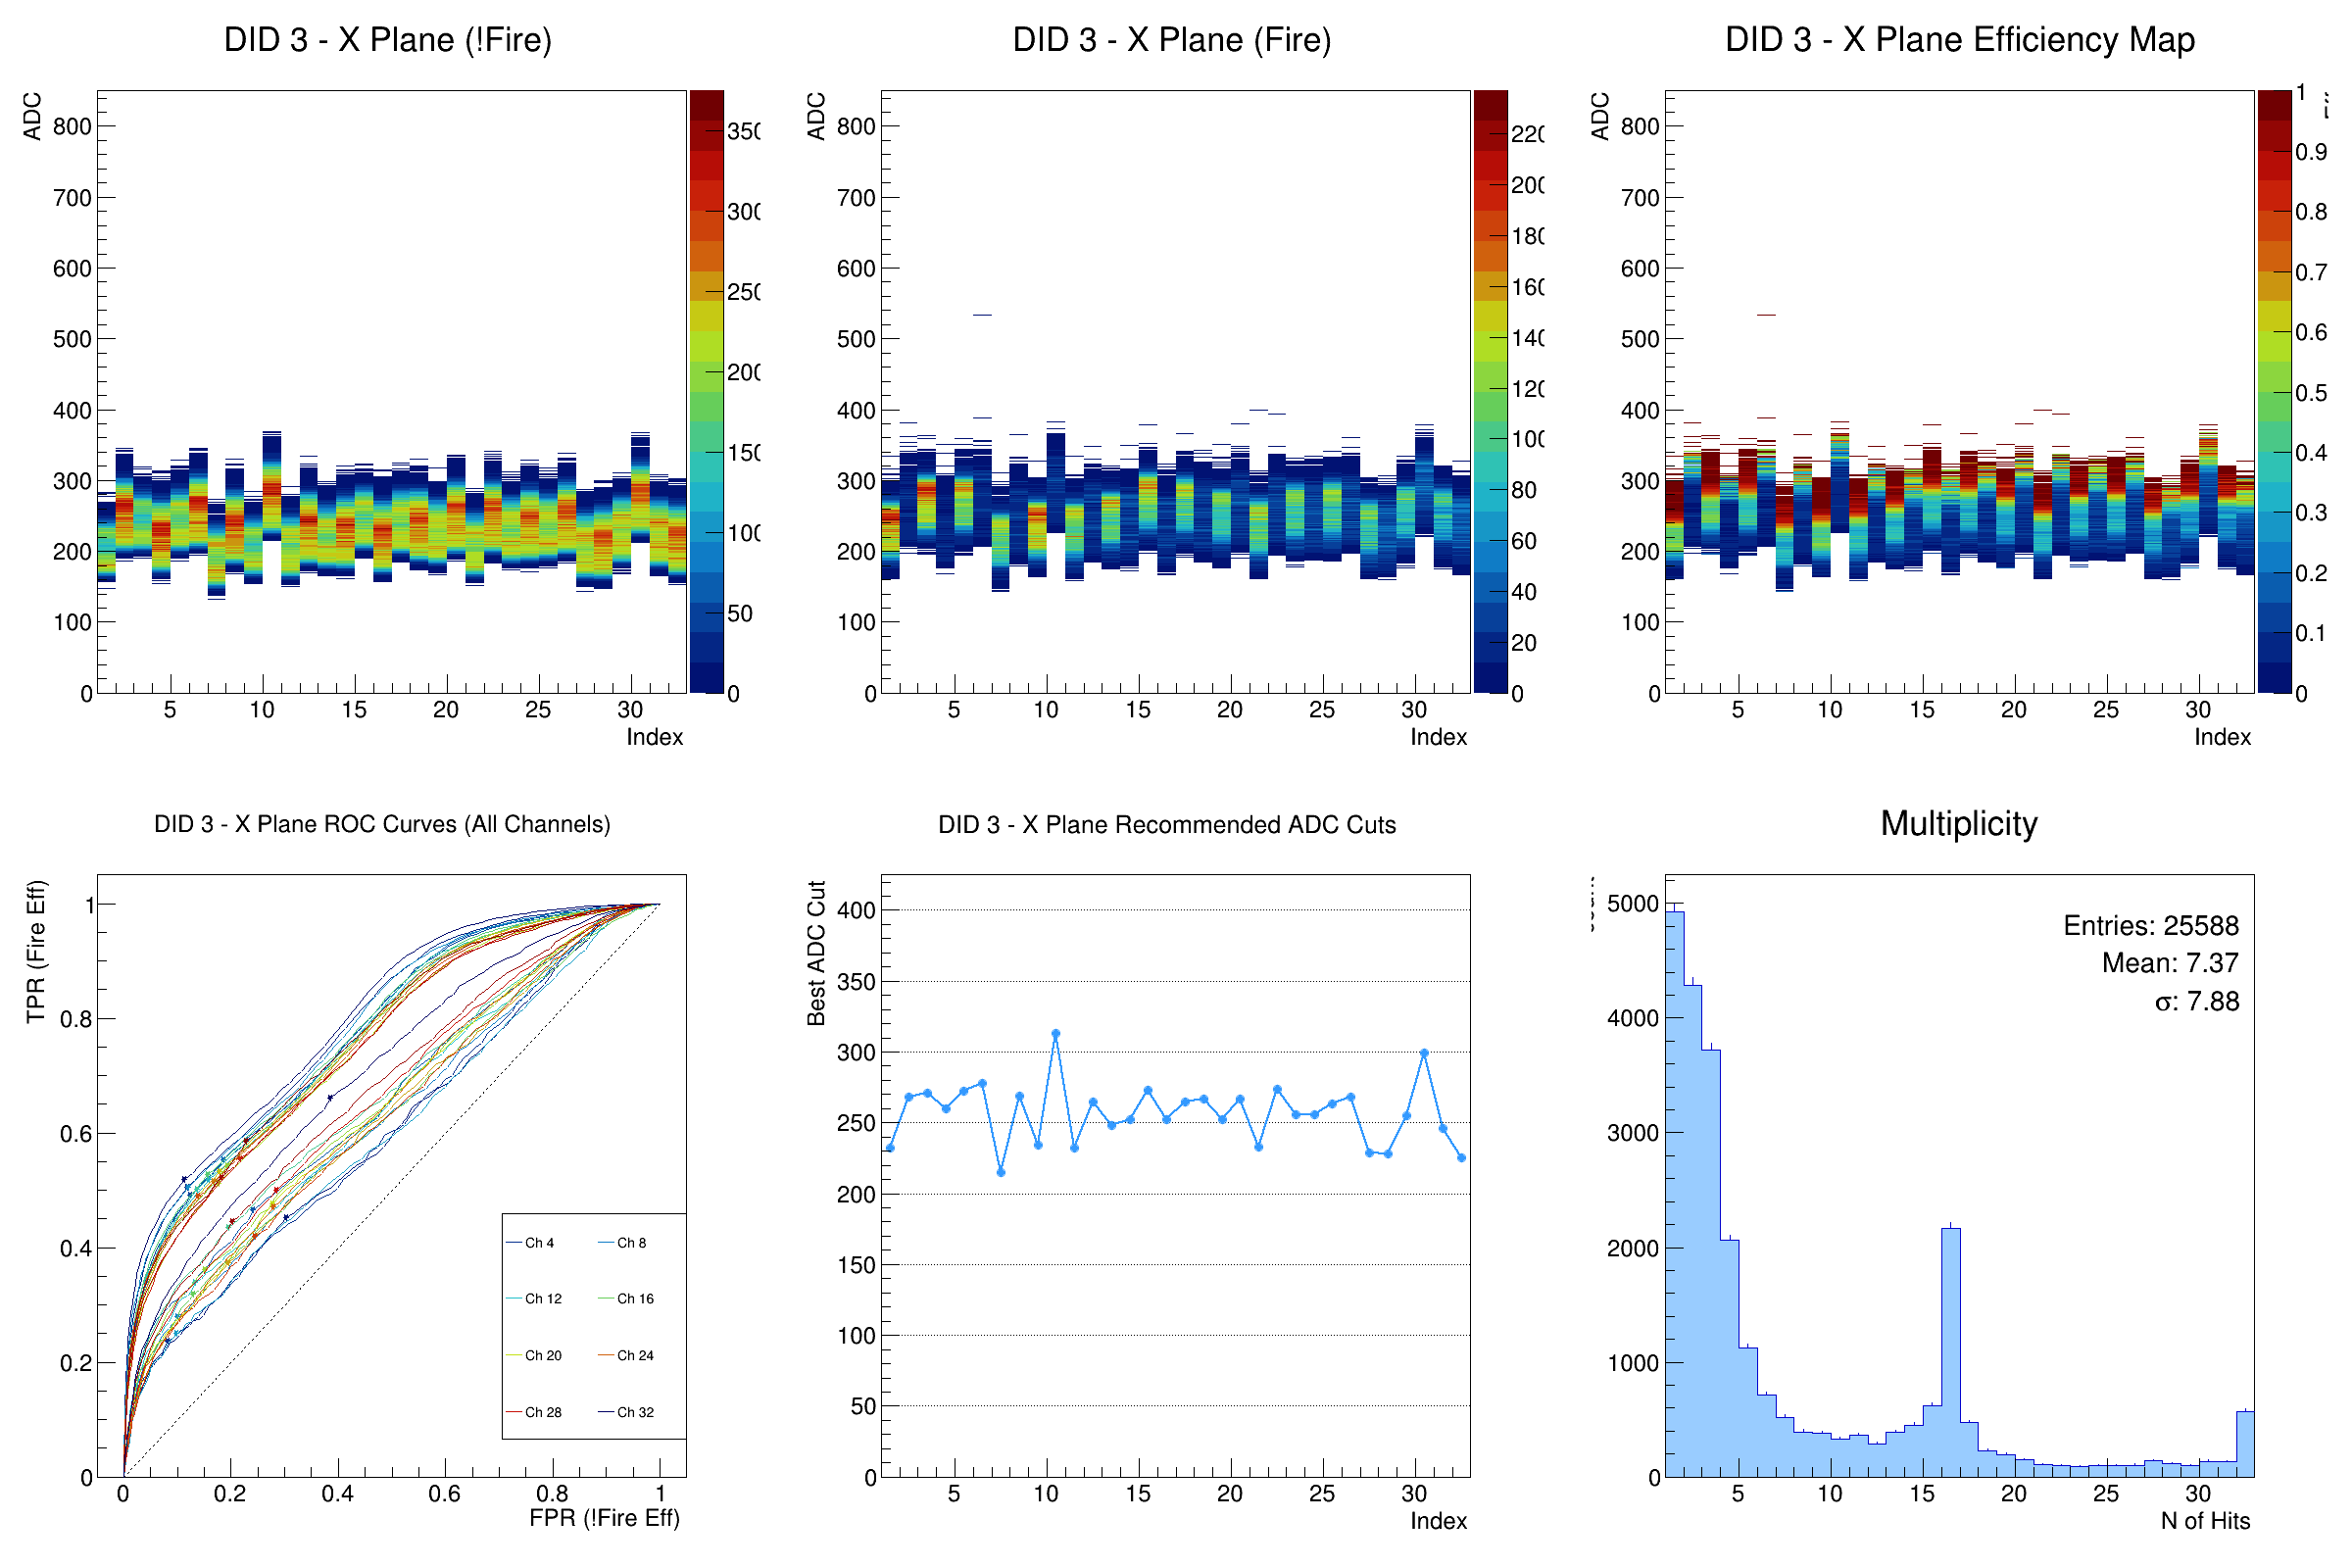 DID 3 - X Plane (!Fire)
ADC
800
700
600
500
400
300
200
100
0
5 10 15 20 25 30
Index
50
0
DID 3 - X Plane (Fire)
ADC
800
700
600
500
400
300
200
100
0
5 10 15 20 25 30
Index
80
60
40
20
0
DID 3 - X Plane Efficiency Map
ADC
800
700
600
500
400
300
200
100
0
5 10 15 20 25 30
Index
1
0.9
0.8
0.7
0.6
0.5
0.4
0.3
0.2
0.1
0
DID 3 - X Plane ROC Curves (All Channels)
TPR (Fire Eff)
1
0.8
0.6
0.4
0.2
0
0 0.2 0.4 0.6 0.8 1
FPR (!Fire Eff)
Ch 4 Ch 8
Ch 12 Ch 16
Ch 20 Ch 24
Ch 28 Ch 32
DID 3 - X Plane Recommended ADC Cuts
Best ADC Cut
400
350
300
250
200
150
100
50
0
5 10 15 20 25 30
Index
Multiplicity
5000
4000
3000
2000
1000
0
5 10 15 20 25 30
N of Hits
Entries: 25588
Mean: 7.37
σ: 7.88